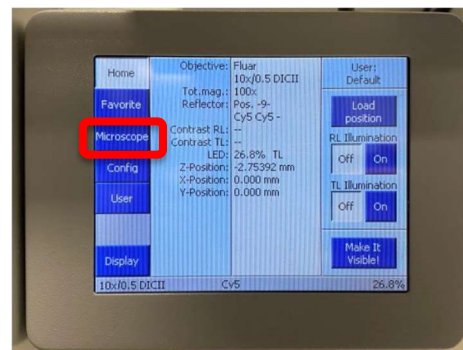 Home
Favorite
Microscope
Config
User
Display
Objective: Fluar
10x/0.5 DICII
Tot.mag.: 100x
Reflector: Pos. -9-
Cy5 Cy5 -
Contrast RL: --
Contrast TL: --
LED: 26.8% TL
Z-Position: -2.75392 mm
X-Position: 0.000 mm
Y-Position: 0.000 mm
User:
Default
Load
position
RL Illumination
Off On
TL Illumination
Off On
Make It
Visible!
10x/0.5 DICII Cy5 26.8%